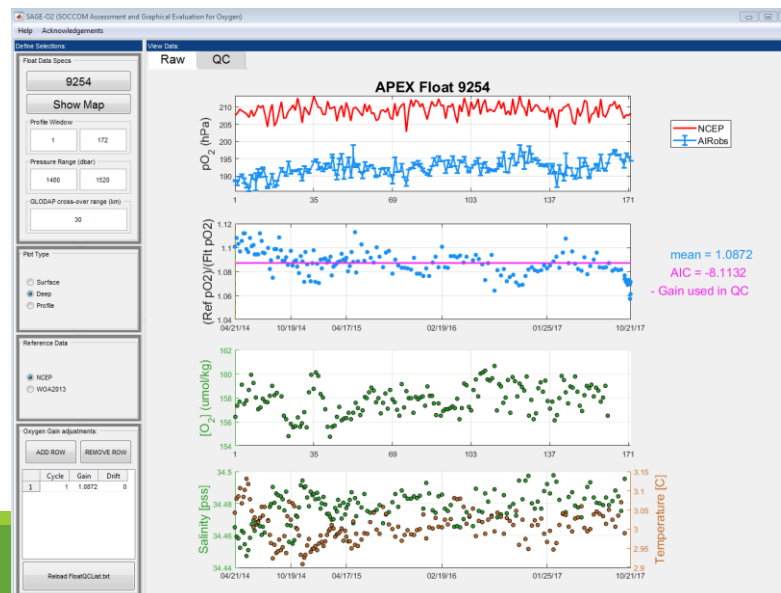 SAGE-O2 (SOCCOM Assessment and Graphical Evaluation for Oxygen)
Help Acknowledgements
Define Selections:
Float Data Specs
9254
Show Map
Profile Window
1 172
Pressure Range (dbar)
1480 1520
GLODAP cross-over range (km)
30
Plot Type
Surface
Deep
Profile
Reference Data
NCEP
WOA2013
Oxygen Gain adjustments:
ADD ROW REMOVE ROW
Cycle Gain Drift
1 1 1.0872 0
Reload FloatQCList.txt
View Data:
Raw QC
APEX Float 9254
pO2 (hPa)
210
205
200
195
190
1 35 69 103 137 171
NCEP
AIRobs
(Ref pO2)/(Flt pO2)
1.12
1.1
1.08
1.06
1.04
04/21/14 10/19/14 04/17/15 02/19/16 01/25/17 10/21/17
mean = 1.0872
AIC = -8.1132
- Gain used in QC
[O2] (umol/kg)
162
160
158
156
154
1 35 69 103 137 171
Salinity [pss]
34.5
34.48
34.46
34.44
04/21/14 10/19/14 04/17/15 02/19/16 01/25/17 10/21/17
3.15
3.1
3.05
3
2.95
2.9
Temperature [C]